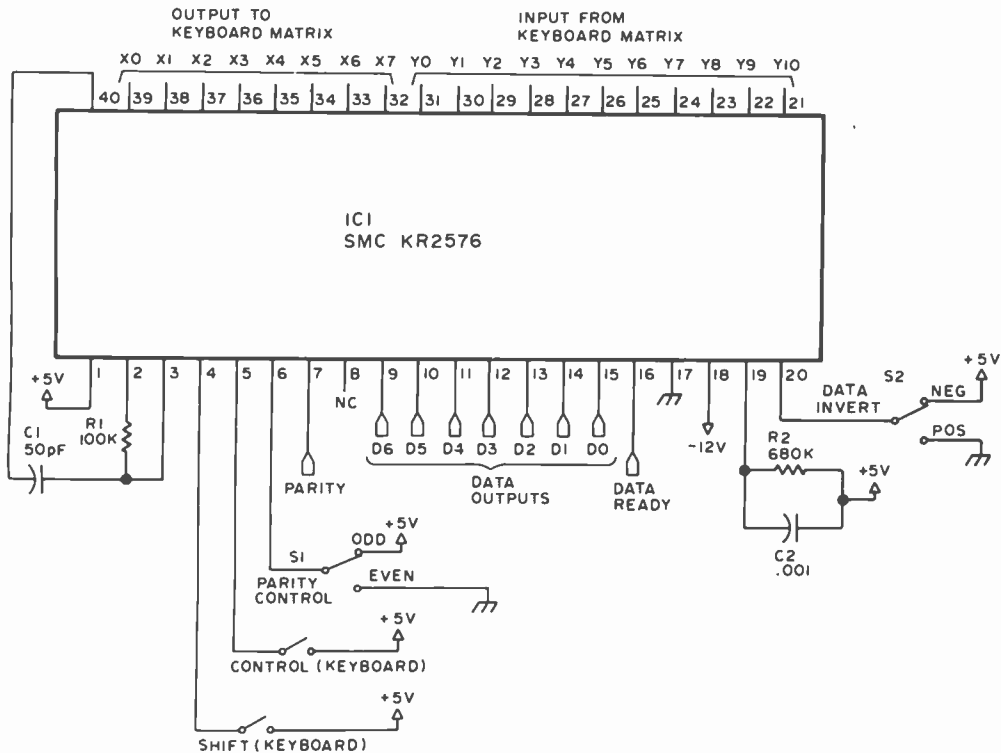 OUTPUT TO
KEYBOARD MATRIX
INPUT FROM
KEYBOARD MATRIX
X0 X1 X2 X3 X4 X5 X6 X7 Y0 Y1 Y2 Y3 Y4 Y5 Y6 Y7 Y8 Y9 Y10
40 39 38 37 36 35 34 33 32 31 30 29 28 27 26 25 24 23 22 21
IC1
SMC KR2576
1 2 3 4 5 6 7 8 9 10 11 12 13 14 15 16 17 18 19 20
+5V
C1
50pF
R1
100K
NC
D6 D5 D4 D3 D2 D1 D0
DATA
OUTPUTS
PARITY
DATA
READY
-12V
R2
680K
+5V
C2
.001
DATA
INVERT
S2
NEG
+5V
POS
S1
ODD
+5V
PARITY
CONTROL
EVEN
+5V
CONTROL (KEYBOARD)
+5V
SHIFT (KEYBOARD)